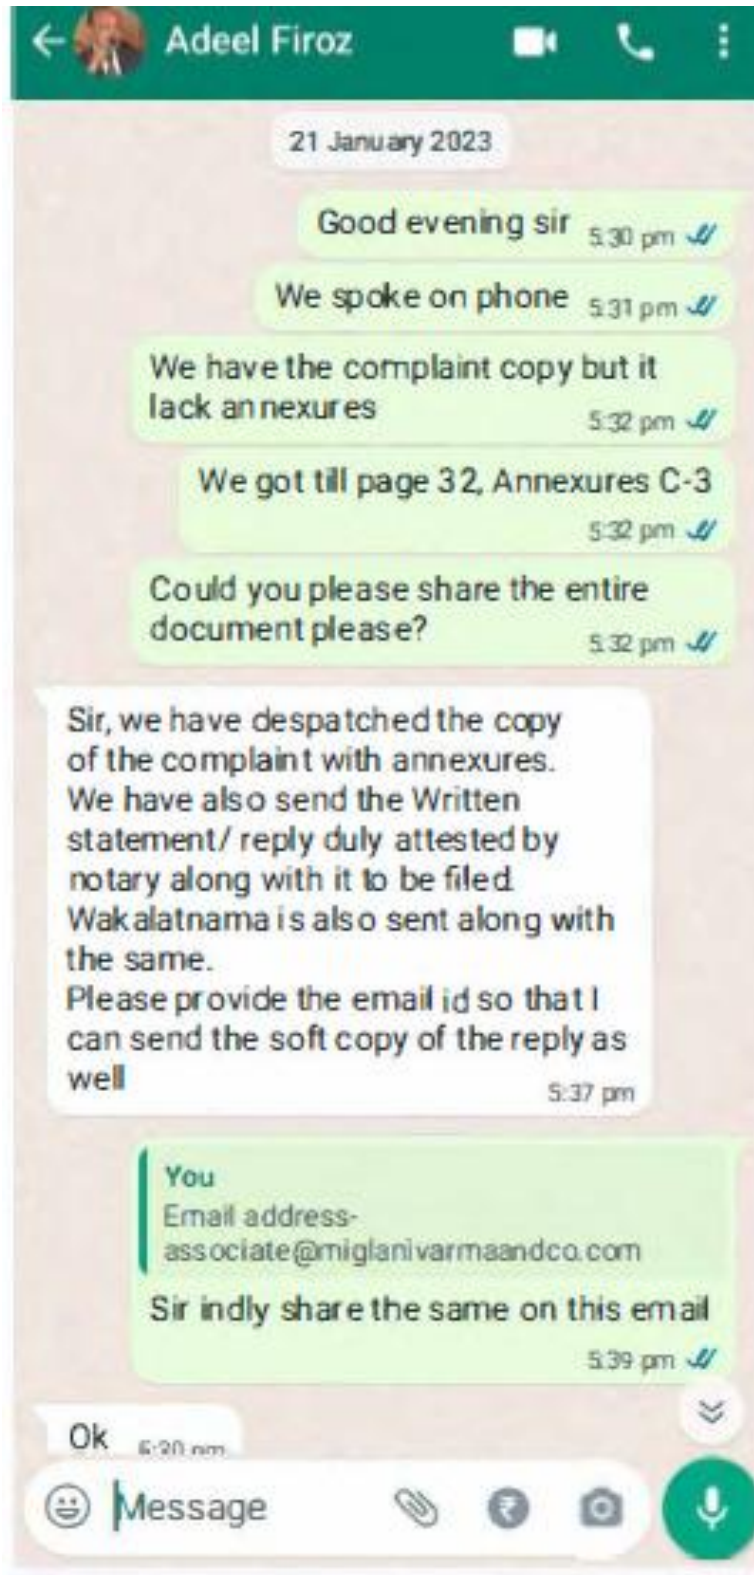 Adeel Firoz
21 January 2023
Good evening sir 5:30 pm
We spoke on phone 5:31 pm
We have the complaint copy but it
lack annexures
5:32 pm
We got till page 32, Annexures C-3
5:32 pm
Could you please share the entire
document please?
5:32 pm
Sir, we have despatched the copy
of the complaint with annexures.
We have also send the Written
statement/ reply duly attested by
notary along with it to be filed.
Wakalatnama is also sent along with
the same.
Please provide the email id so that I
can send the soft copy of the reply as
well
5:37 pm
You
Email address-
associate@miglanivarmaandco.com
Sir indly share the same on this email
5:39 pm
Ok
Message